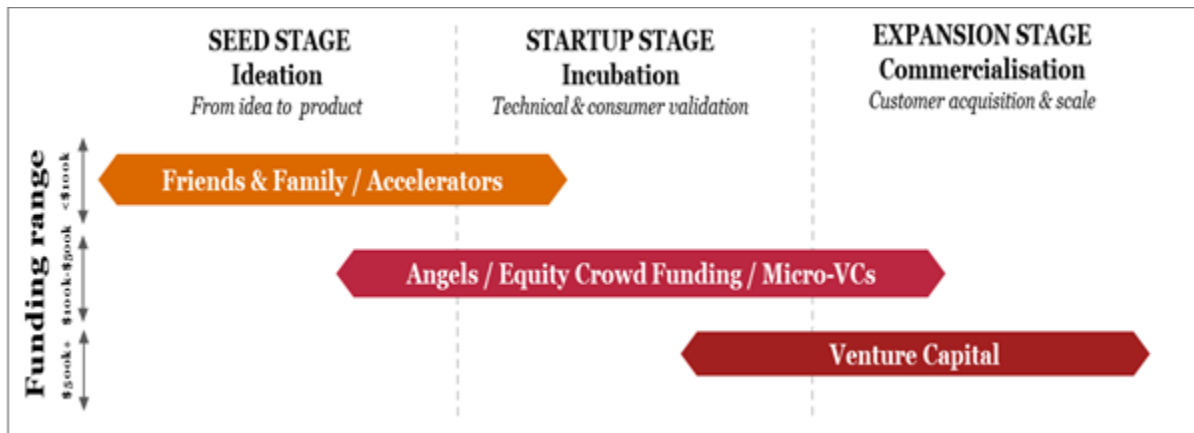 SEED STAGE
Ideation
From idea to product
STARTUP STAGE
Incubation
Technical & consumer validation
EXPANSION STAGE
Commercialisation
Customer acquisition & scale
Funding range
<$100k
$100k-$500k
$500k+
Friends & Family / Accelerators
Angels / Equity Crowd Funding / Micro-VCs
Venture Capital